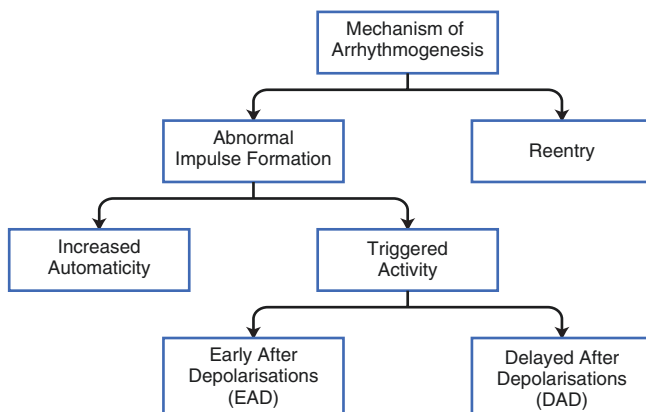 Mechanism of
Arrhythmogenesis
Abnormal
Impulse Formation
Reentry
Increased
Automaticity
Triggered
Activity
Early After
Depolarisations
(EAD)
Delayed After
Depolarisations
(DAD)